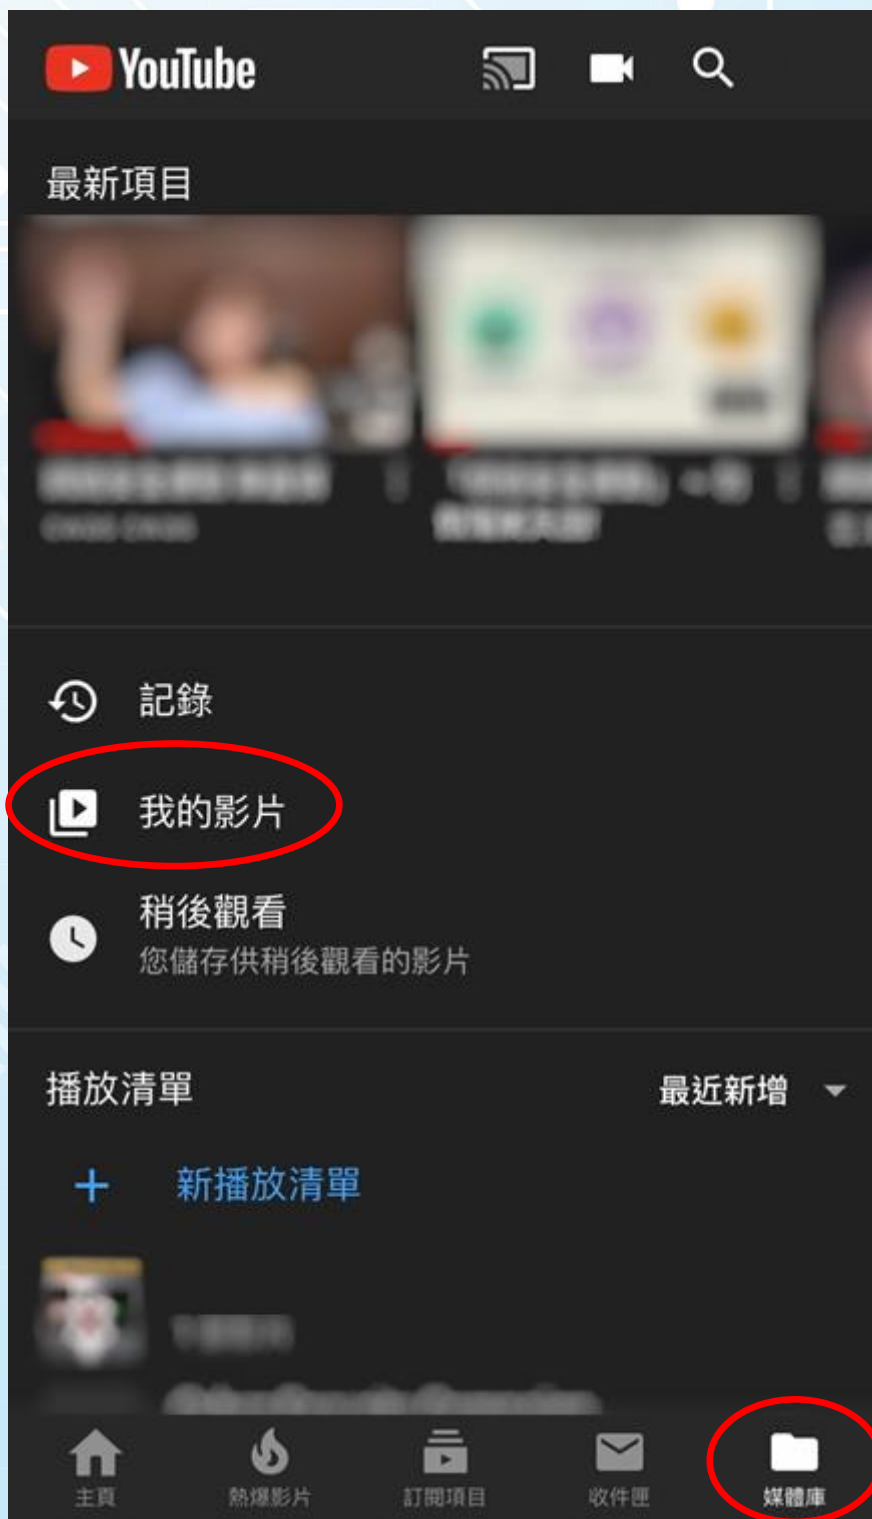 YouTube
最新項目
記錄
我的影片
稍後觀看
您儲存供稍後觀看的影片
播放清單
最近新增
新播放清單
主頁
熱爆影片
訂閱項目
收件匣
媒體庫